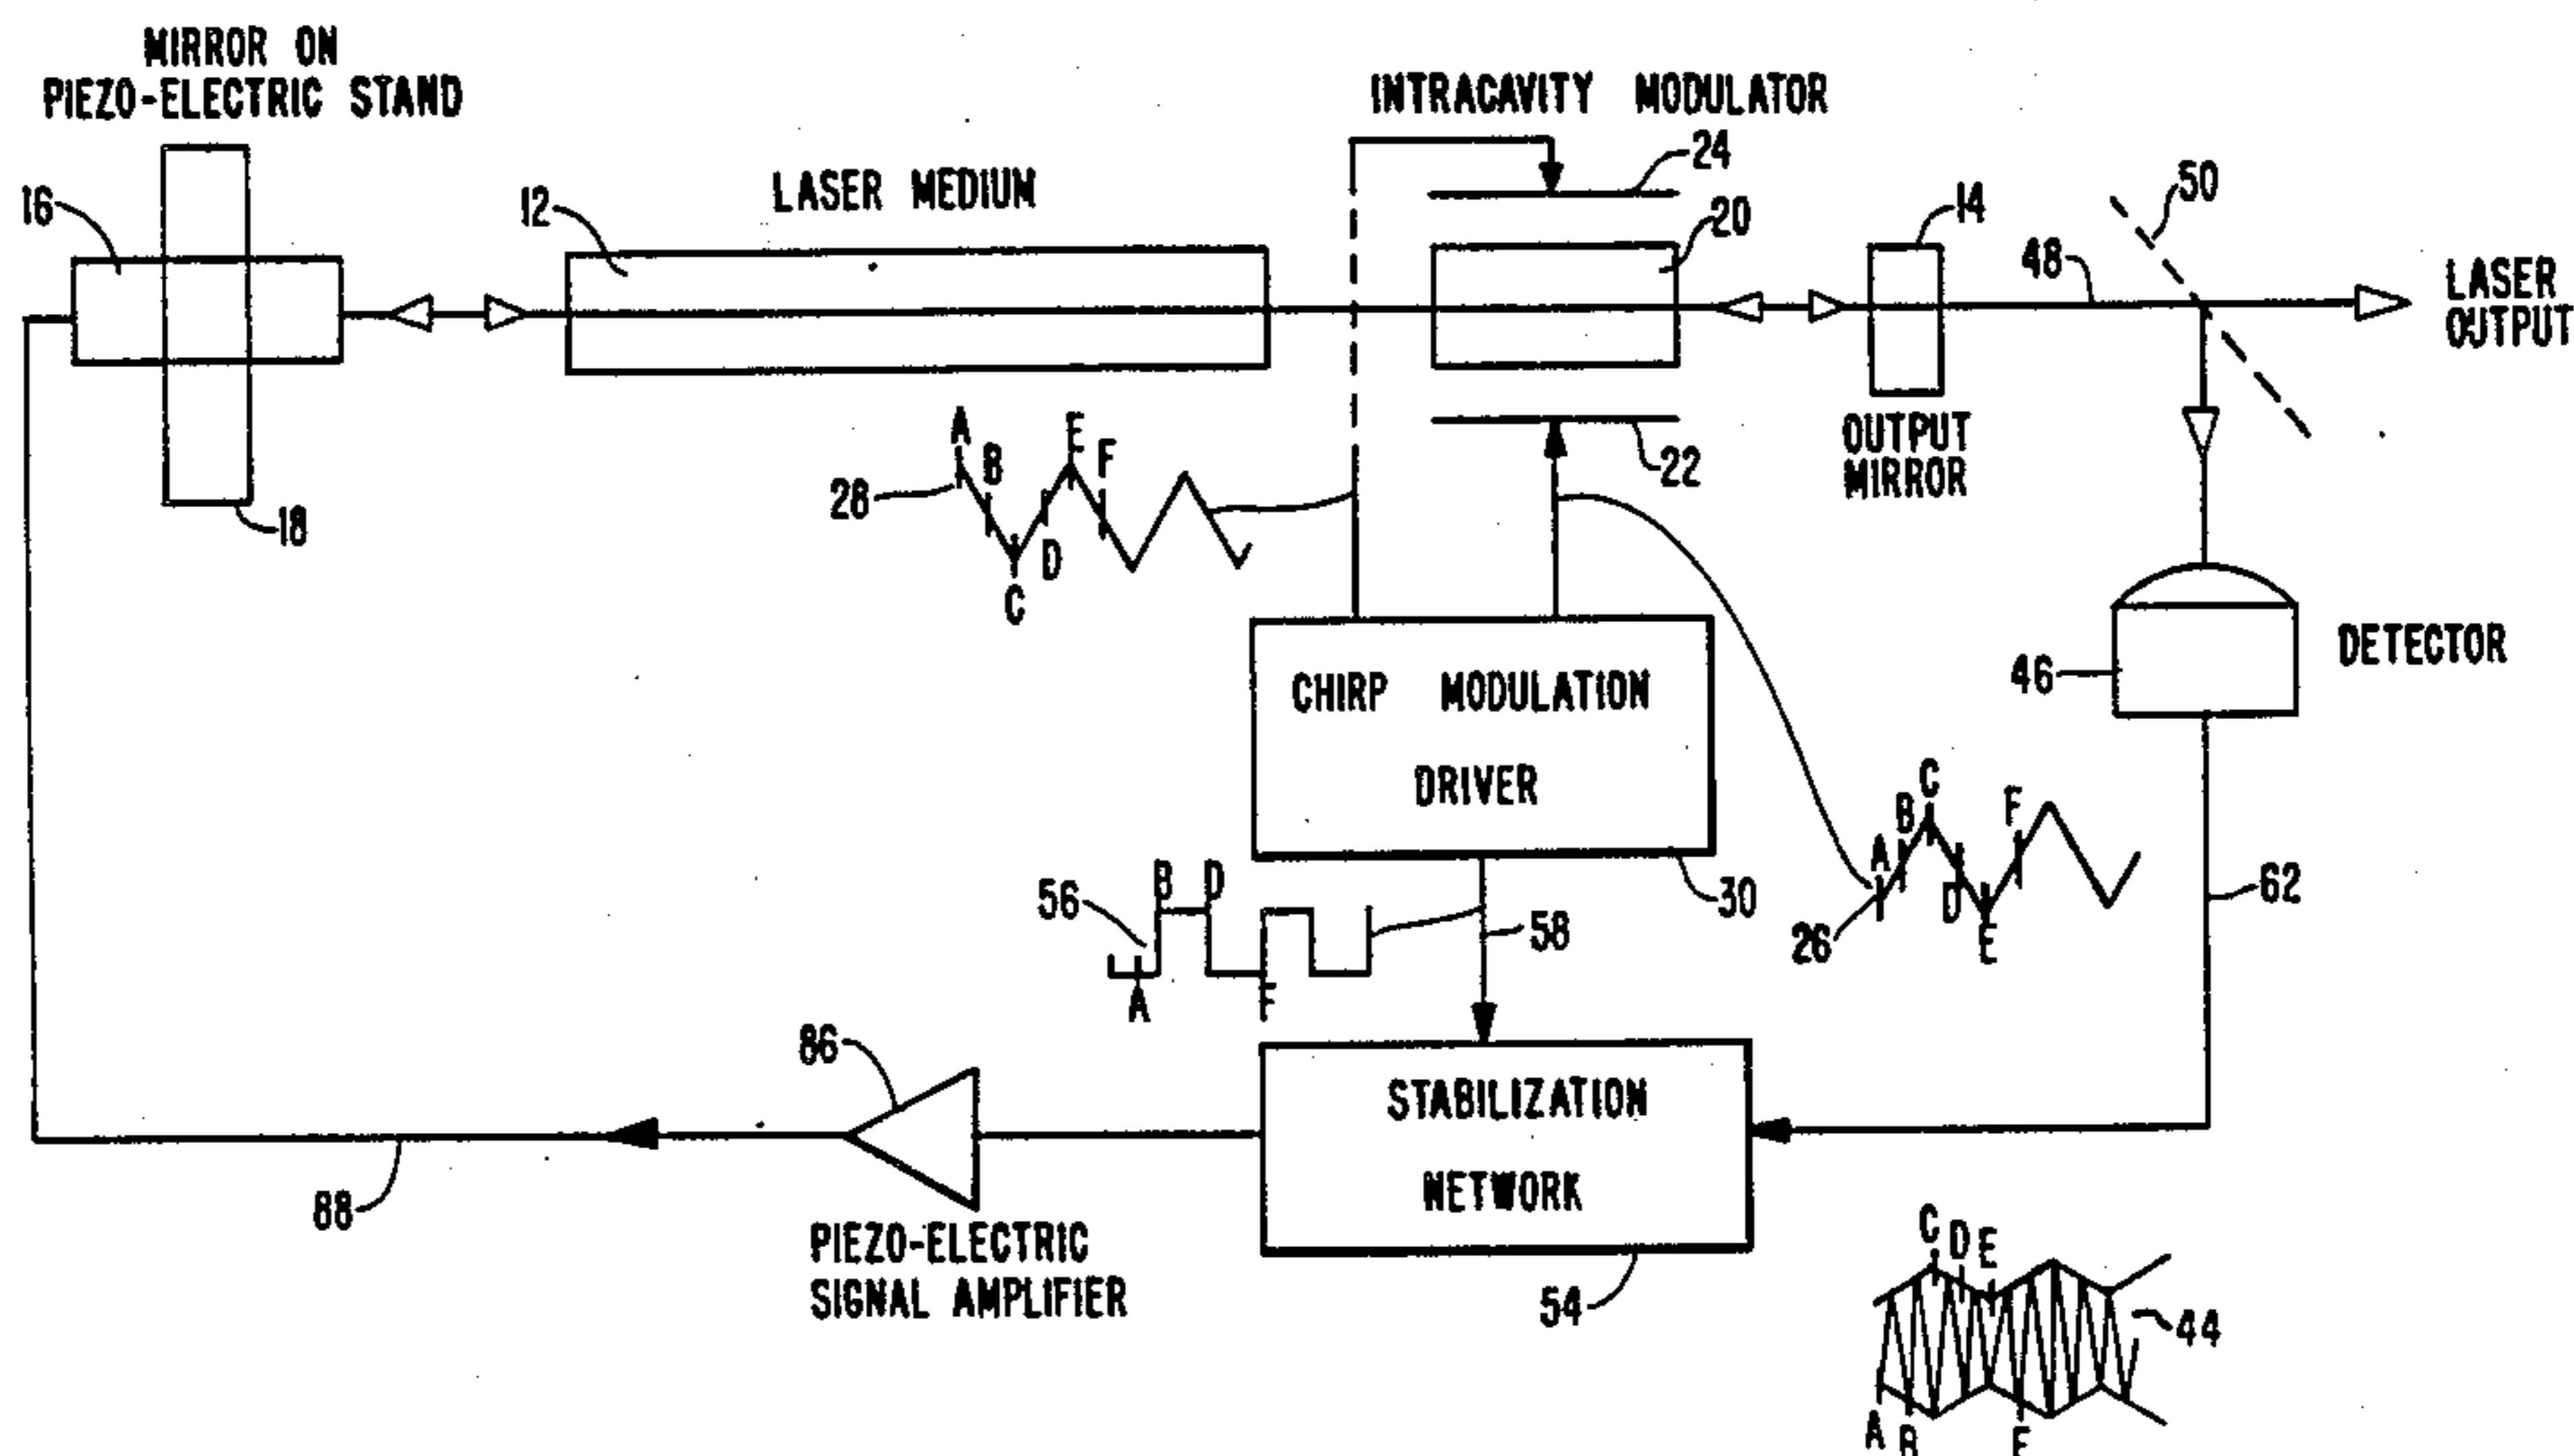 MIRROR ON
PIEZO-ELECTRIC STAND
16
18
LASER MEDIUM
12
INTRACAVITY MODULATOR
24
20
22
14
OUTPUT
MIRROR
48
50
LASER
OUTPUT
28
A
B
C
D
E
F
CHIRP MODULATION
DRIVER
30
DETECTOR
46
62
26
A
B
C
D
E
F
56
A
B
D
F
58
STABILIZATION
NETWORK
54
86
PIEZO-ELECTRIC
SIGNAL AMPLIFIER
88
44
C
D
E
A
B
F